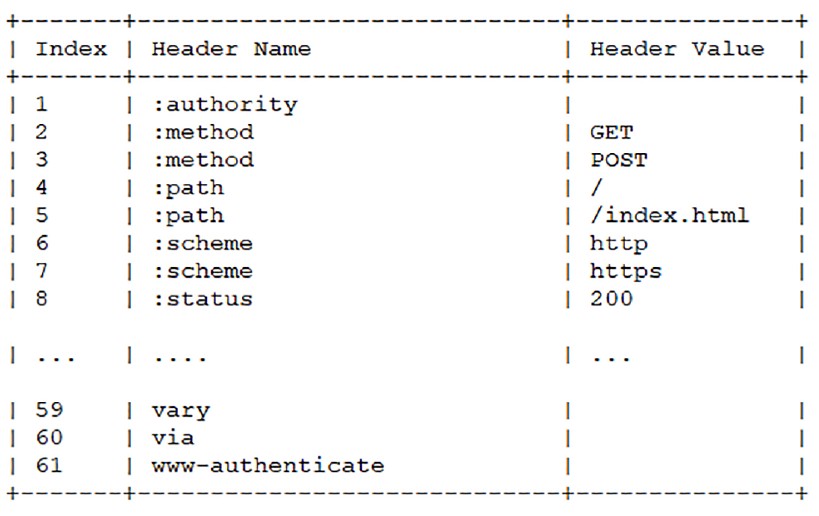 +-------+-----------------------------+---------------+
| Index | Header Name                 | Header Value  |
+-------+-----------------------------+---------------+
| 1     | :authority                  |               |
| 2     | :method                     | GET           |
| 3     | :method                     | POST          |
| 4     | :path                       | /             |
| 5     | :path                       | /index.html   |
| 6     | :scheme                     | http          |
| 7     | :scheme                     | https         |
| 8     | :status                     | 200           |
| ...   | ....                        | ...           |
| 59    | vary                        |               |
| 60    | via                         |               |
| 61    | www-authenticate            |               |
+-------+-----------------------------+---------------+